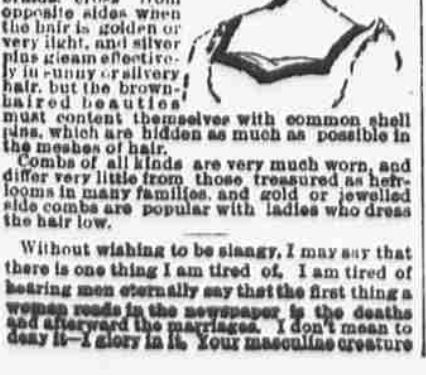 opposite sides when
the hair is golden or
very light, and silver
pins gleam effective-
ly in sunny or silvery
hair, but the brown-
haired beauties
must content themselves with common shell
pins, which are hidden as much as possible in
the meshes of hair.
Combs of all kinds are very much worn, and
differ very little from those treasured as heir-
looms in many families, and gold or jewelled
side combs are popular with ladies who dress
the hair low.
Without wishing to be slangy, I may say that
there is one thing I am tired of. I am tired of
hearing men eternally say that the first thing a
woman reads in the newspaper is the deaths
and afterward the marriages. I don't mean to
deny it—I glory in it. Your masculine creature